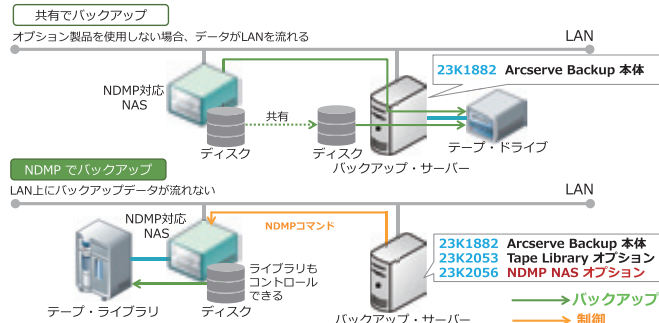 共有でバックアップ
オプション製品を使用しない場合、データがLANを流れる
LAN
NDMP対応
NAS
23K1882 Arcserve Backup 本体
共有
ディスク
ディスク
テープ・ドライブ
バックアップ・サーバー
NDMP でバックアップ
LAN上にバックアップデータが流れない
LAN
NDMP対応
NAS
NDMPコマンド
23K1882 Arcserve Backup 本体
23K2053 Tape Library オプション
23K2056 NDMP NAS オプション
ライブラリも
コントロール
できる
テープ・ライブラリ
ディスク
バックアップ・サーバー
バックアップ
制御